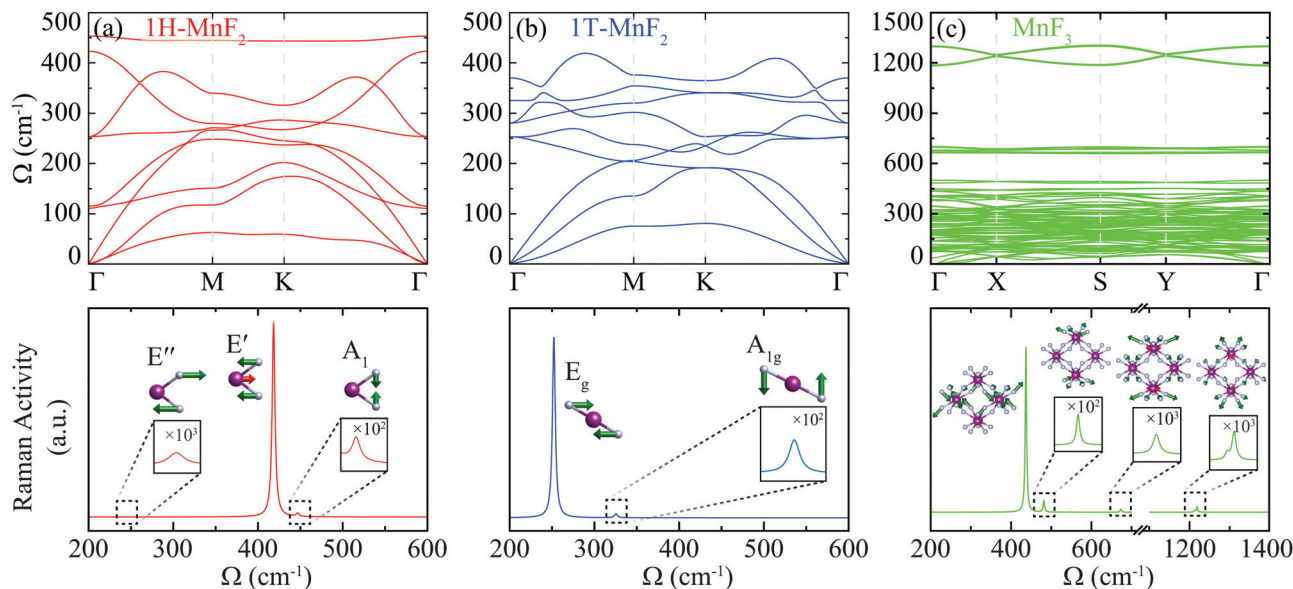 (a) 1H-MnF₂
500
400
300
200
100
0
Ω (cm⁻¹)
Γ M K Γ
(b) 1T-MnF₂
500
400
300
200
100
0
Γ M K Γ
(c) MnF₃
1500
1200
600
300
0
Γ X S Y Γ
Raman Activity
(a.u.)
E″
E′
A₁
×10³
×10²
200 300 400 500 600
Ω (cm⁻¹)
E_g
A₁g
×10²
200 300 400 500 600
Ω (cm⁻¹)
×10²
×10³
×10³
200 400 600 1200 1400
Ω (cm⁻¹)